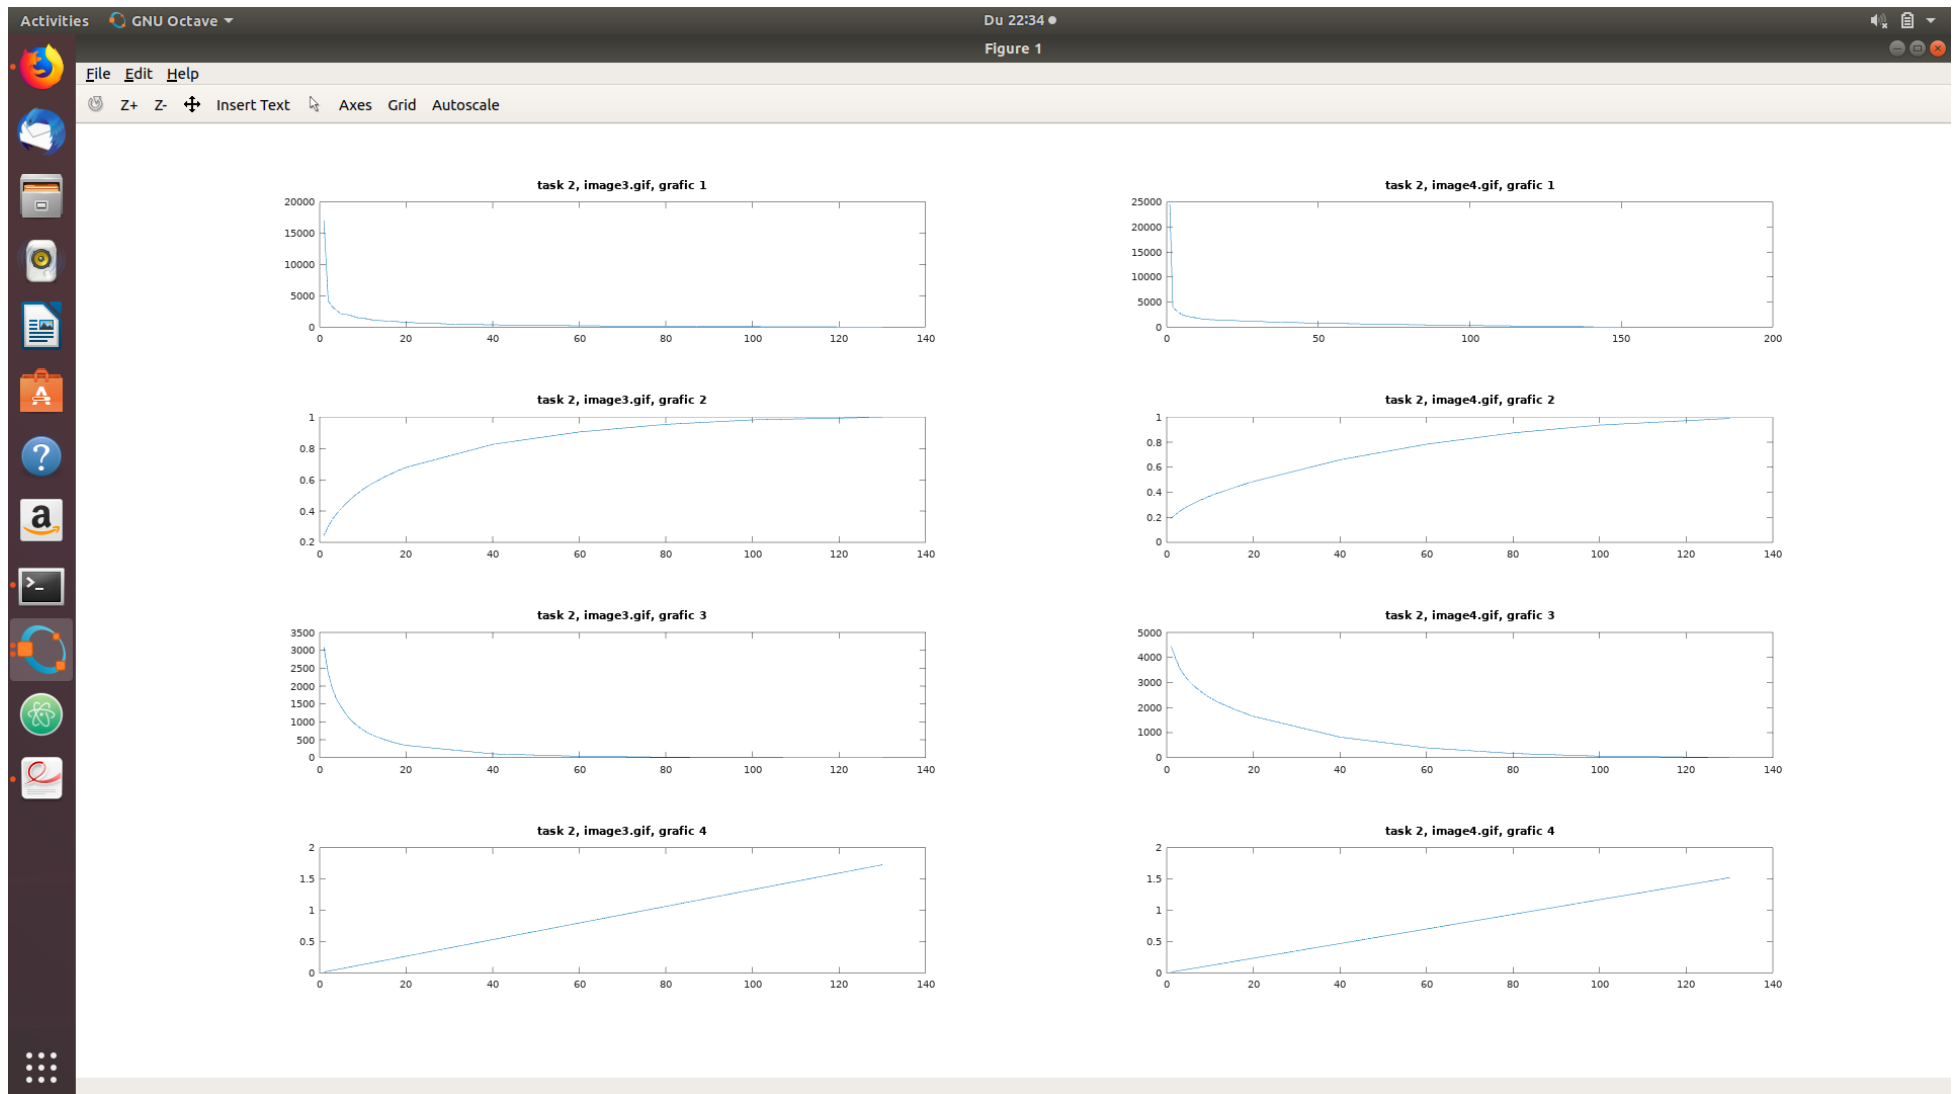 Activities GNU Octave Du 22:34
Figure 1
File Edit Help
Z+ Z- Insert Text Axes Grid Autoscale
task 2, image3.gif, grafic 1
20000
15000
10000
5000
0
0 20 40 60 80 100 120 140
task 2, image4.gif, grafic 1
25000
20000
15000
10000
5000
0
0 50 100 150 200
task 2, image3.gif, grafic 2
1
0.8
0.6
0.4
0.2
0 20 40 60 80 100 120 140
task 2, image4.gif, grafic 2
1
0.8
0.6
0.4
0.2
0
0 20 40 60 80 100 120 140
task 2, image3.gif, grafic 3
3500
3000
2500
2000
1500
1000
500
0
0 20 40 60 80 100 120 140
task 2, image4.gif, grafic 3
5000
4000
3000
2000
1000
0
0 20 40 60 80 100 120 140
task 2, image3.gif, grafic 4
2
1.5
1
0.5
0
0 20 40 60 80 100 120 140
task 2, image4.gif, grafic 4
2
1.5
1
0.5
0
0 20 40 60 80 100 120 140